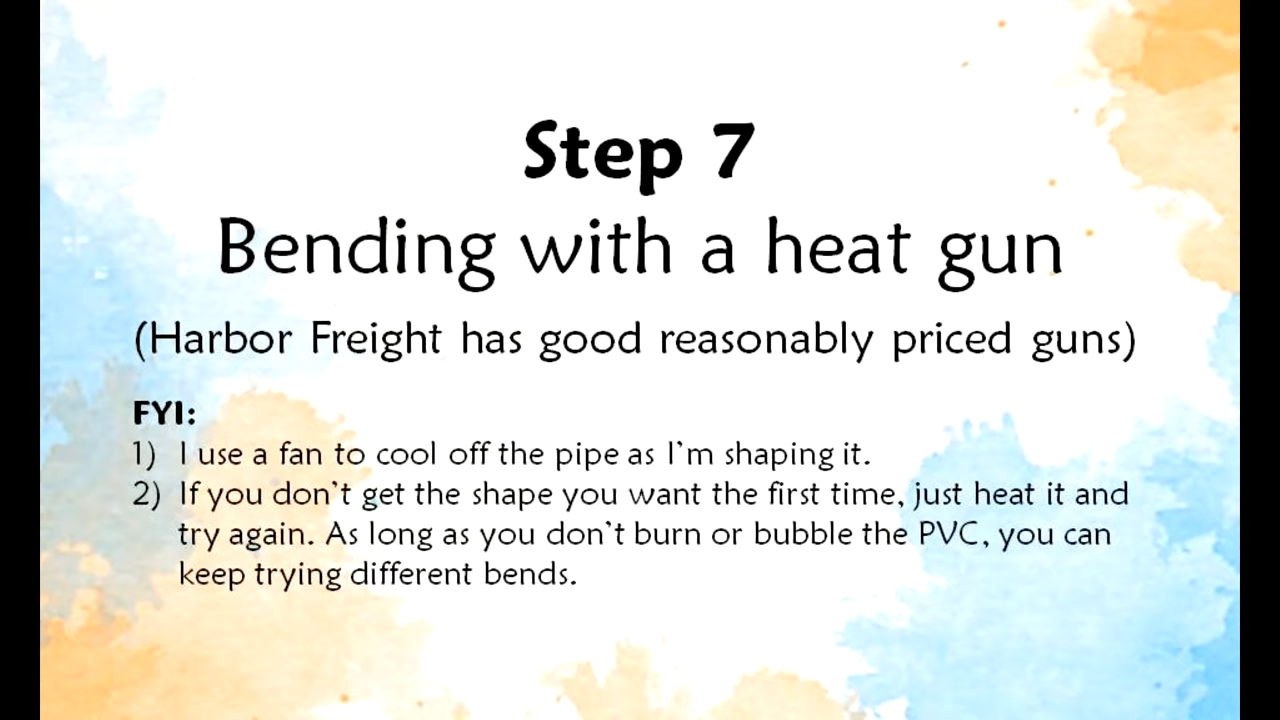 Step 7
Bending with a heat gun
(Harbor Freight has good reasonably priced guns)
FYI:
1) I use a fan to cool off the pipe as I'm shaping it.
2) If you don't get the shape you want the first time, just heat it and
try again. As long as you don't burn or bubble the PVC, you can
keep trying different bends.